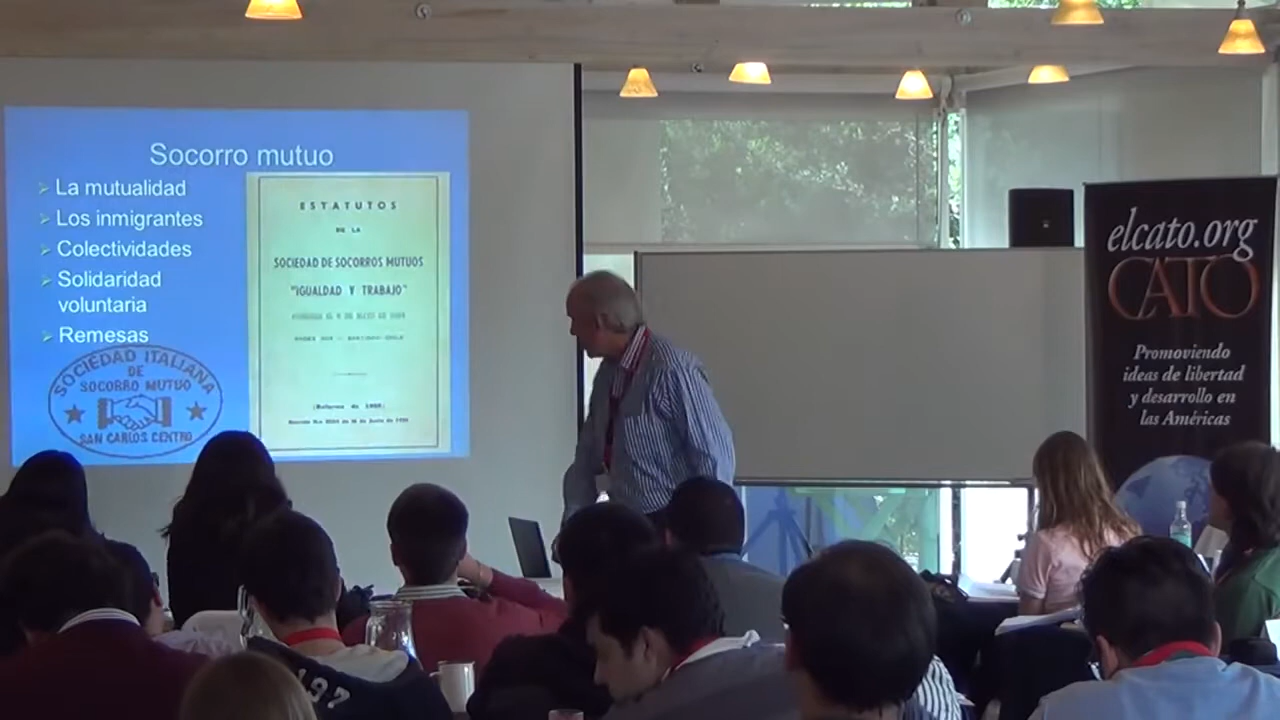 Socorro mutuo
La mutualidad
Los inmigrantes
Colectividades
Solidaridad
voluntaria
Remesas
SOCIEDAD ITALIANA
DE
SOCORRO MUTUO
SAN CARLOS CENTRO
ESTATUTOS
DE LA
SOCIEDAD DE SOCORROS MUTUOS
"IGUALDAD Y TRABAJO"
elcato.org
CATO
Promoviendo
ideas de libertad
y desarrollo en
las Américas